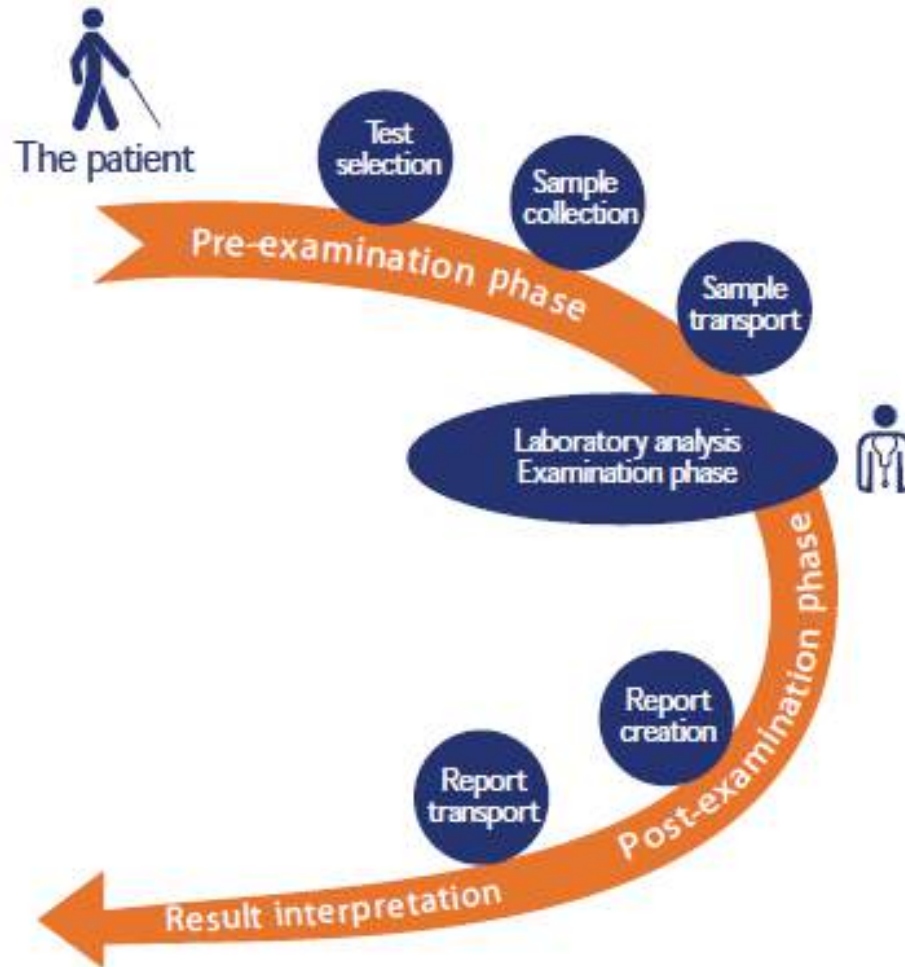 The patient
Test
selection
Sample
collection
Pre-examination phase
Sample
transport
Laboratory analysis
Examination phase
Post-examination phase
Report
creation
Report
transport
Result interpretation